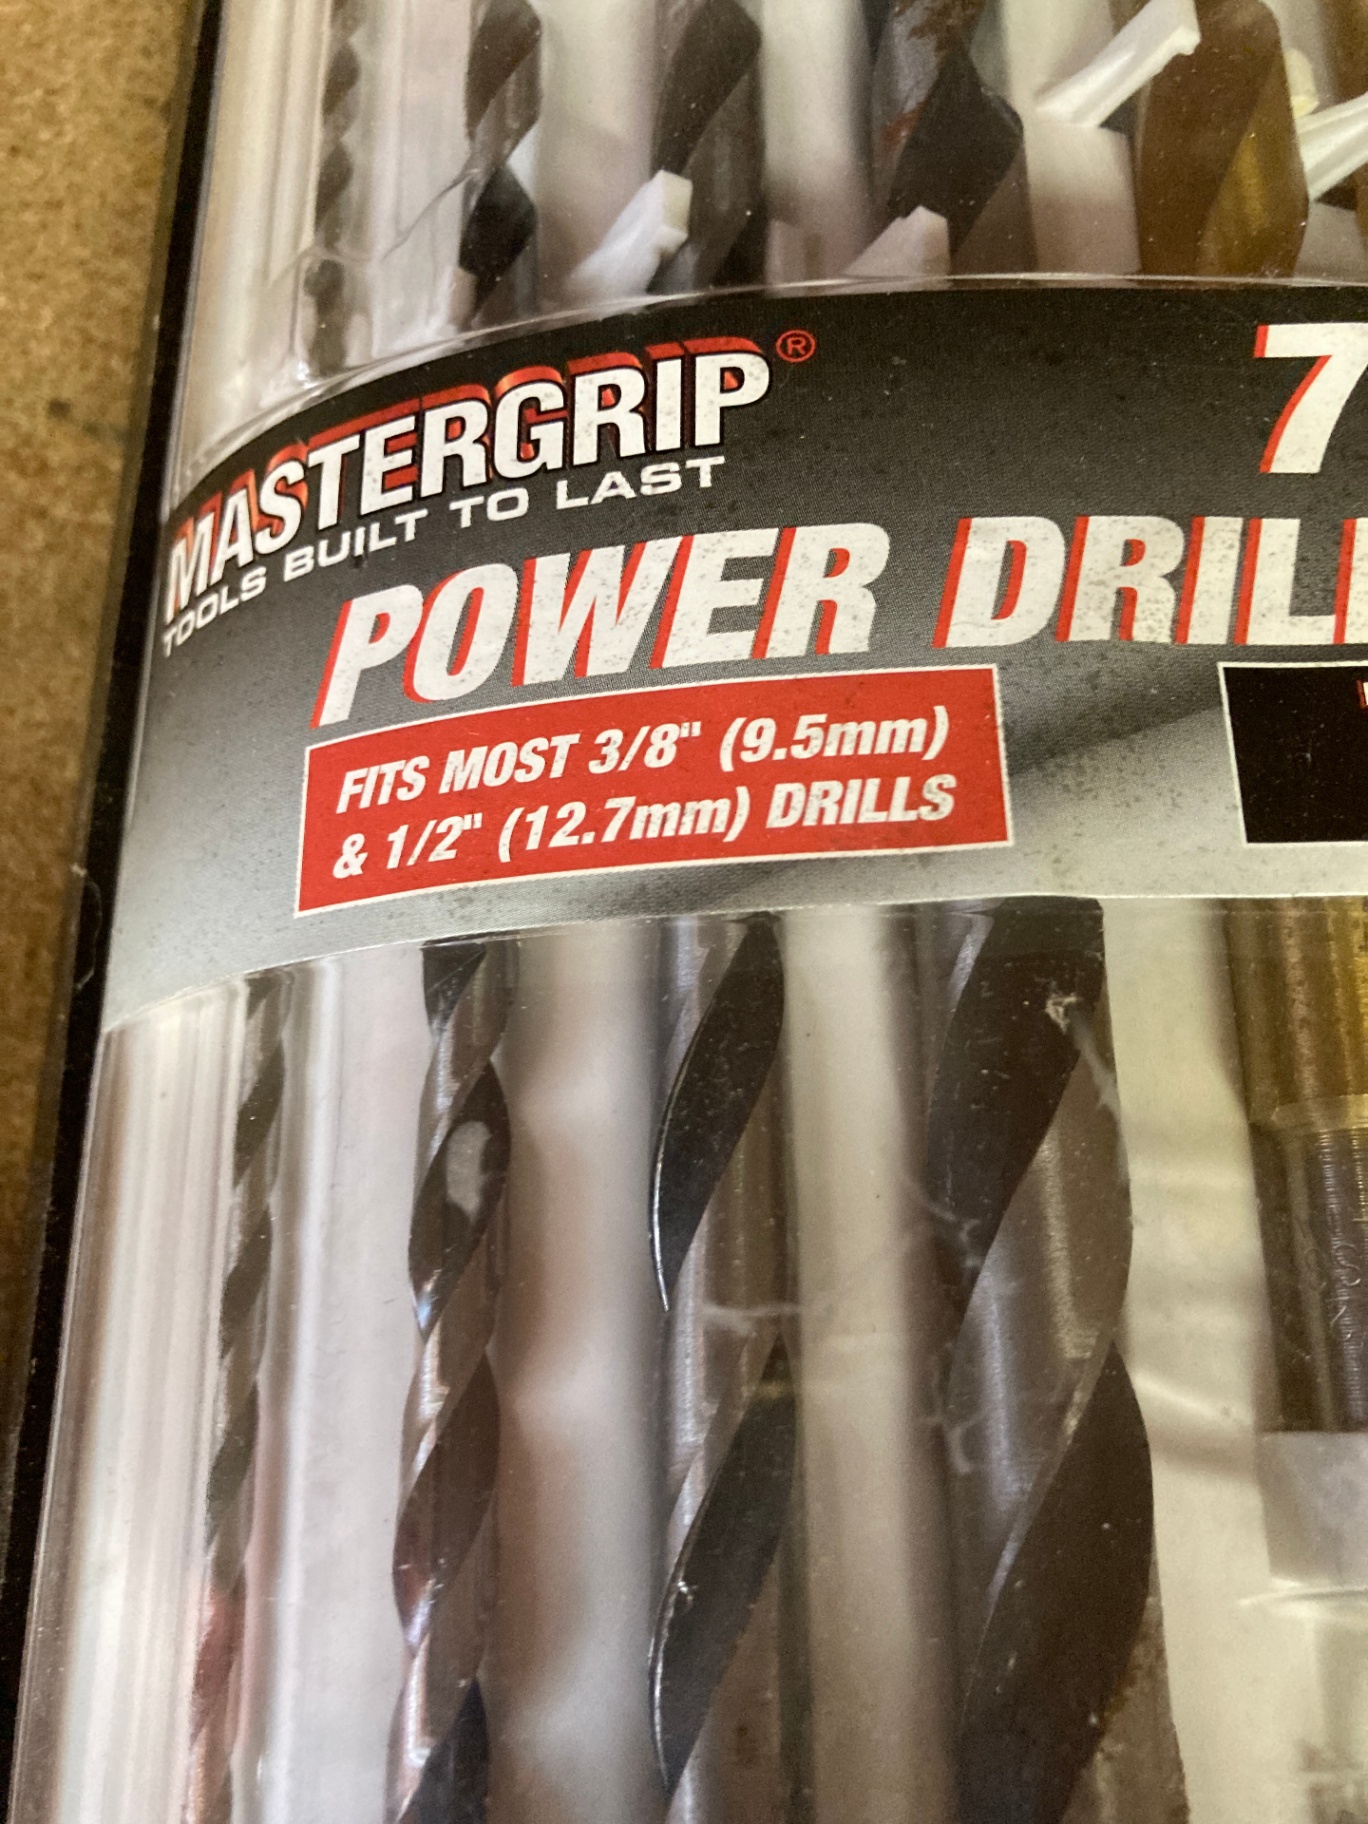 MASTERGRIP®
TOOLS BUILT TO LAST
7
POWER DRIL
FITS MOST 3/8" (9.5mm)
& 1/2" (12.7mm) DRILLS